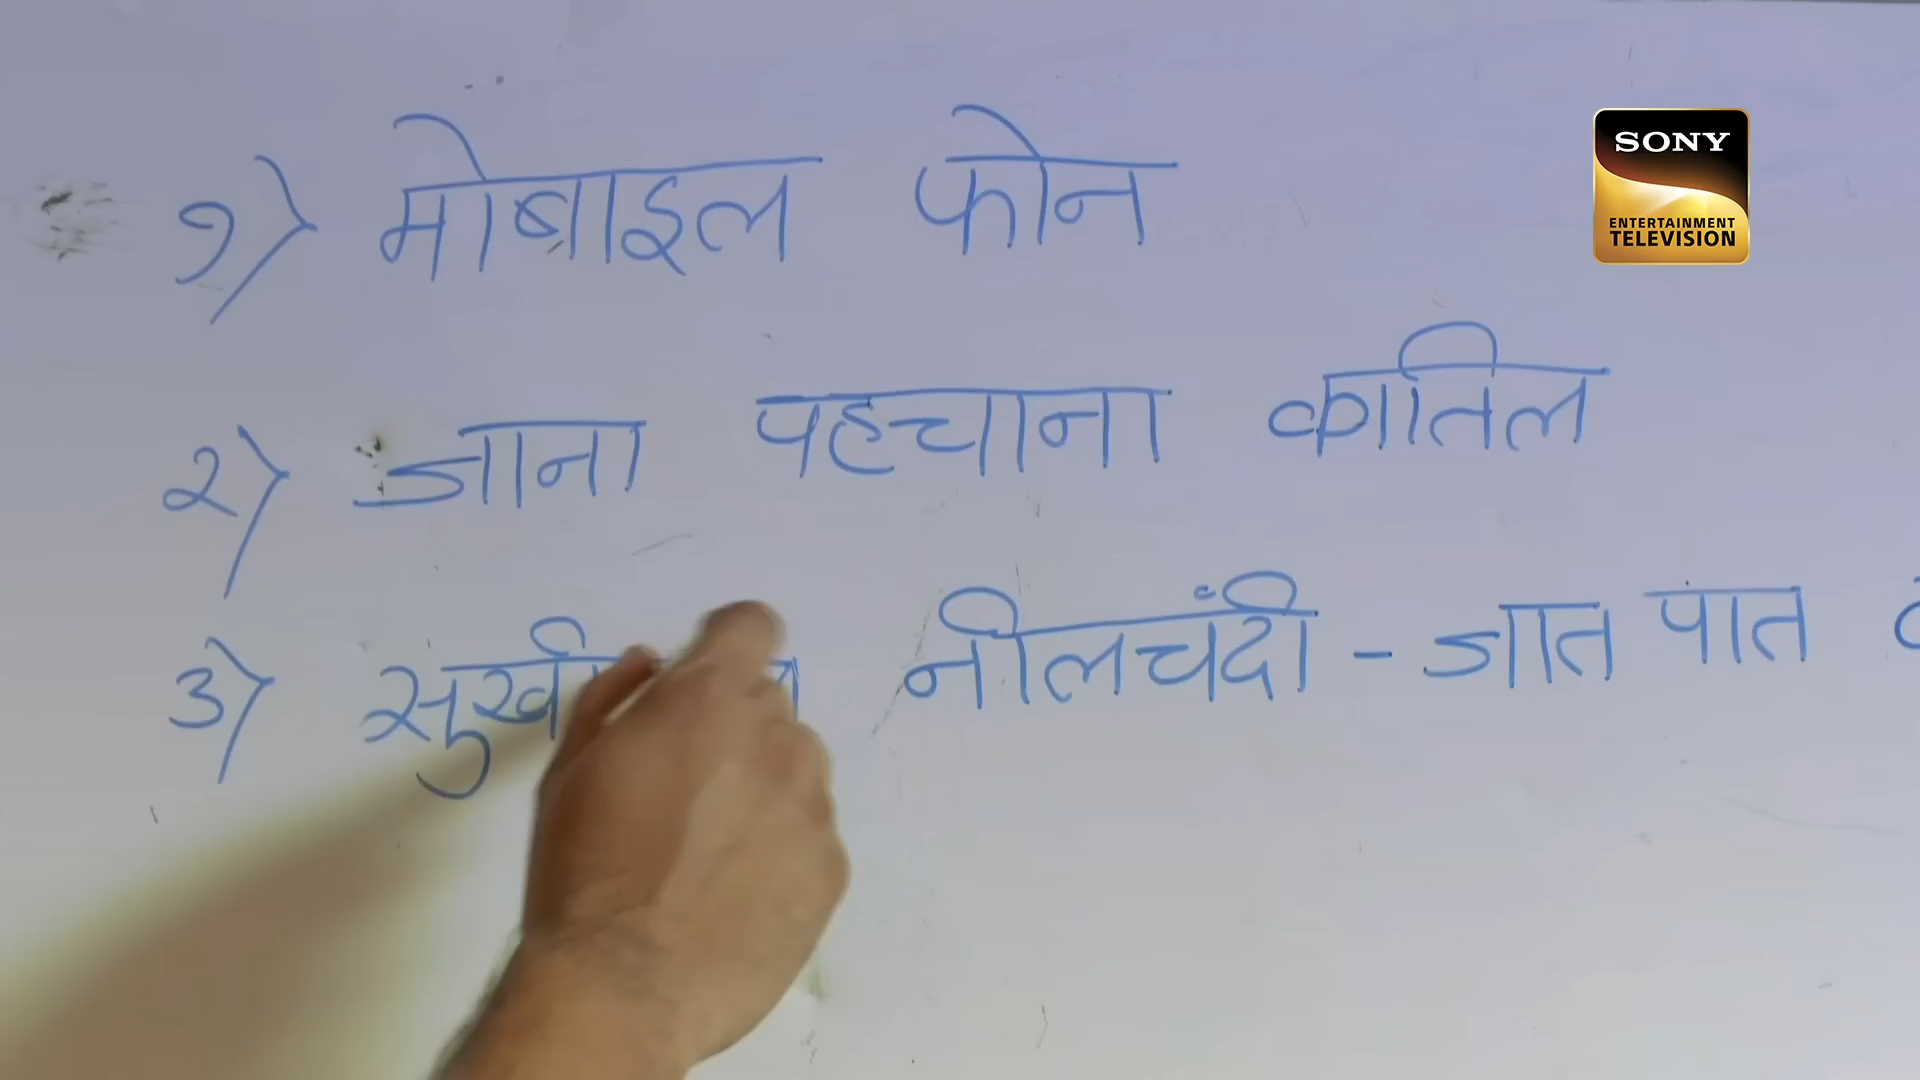 SONY
ENTERTAINMENT
TELEVISION
१) मोबाइल फोन
२) जाना पहचाना कातिल
३) नीलचंदी - जात पात